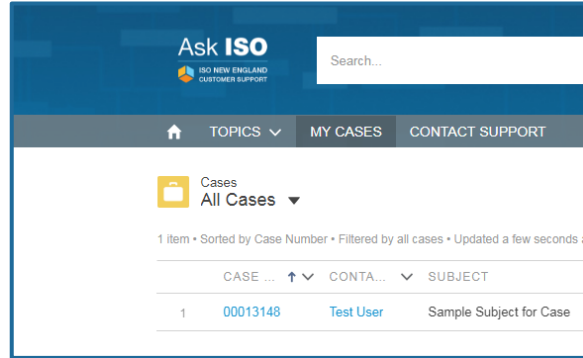 Ask ISO
ISO NEW ENGLAND
CUSTOMER SUPPORT
Search...
TOPICS MY CASES CONTACT SUPPORT
Cases
All Cases
1 item • Sorted by Case Number • Filtered by all cases • Updated a few seconds
CASE ... CONTA... SUBJECT
1 00013148 Test User Sample Subject for Case